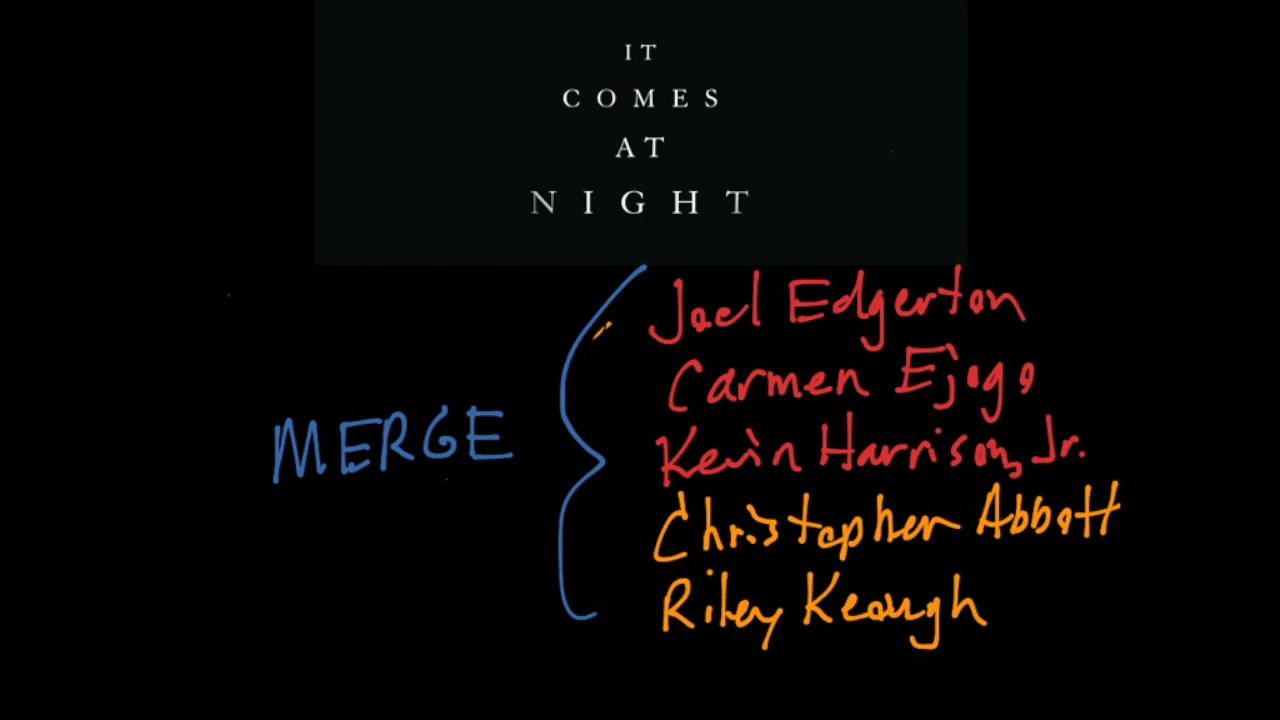 IT
COMES
AT
NIGHT
Joel Edgerton
Carmen Ejogo
MERGE
Kevin Harrison, Jr.
Christopher Abbott
Riley Keough